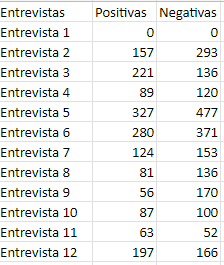 Entrevistas Positivas Negativas
Entrevista 1 0 0
Entrevista 2 157 293
Entrevista 3 221 136
Entrevista 4 89 120
Entrevista 5 327 477
Entrevista 6 280 371
Entrevista 7 124 153
Entrevista 8 81 136
Entrevista 9 56 170
Entrevista 10 87 100
Entrevista 11 63 52
Entrevista 12 197 166